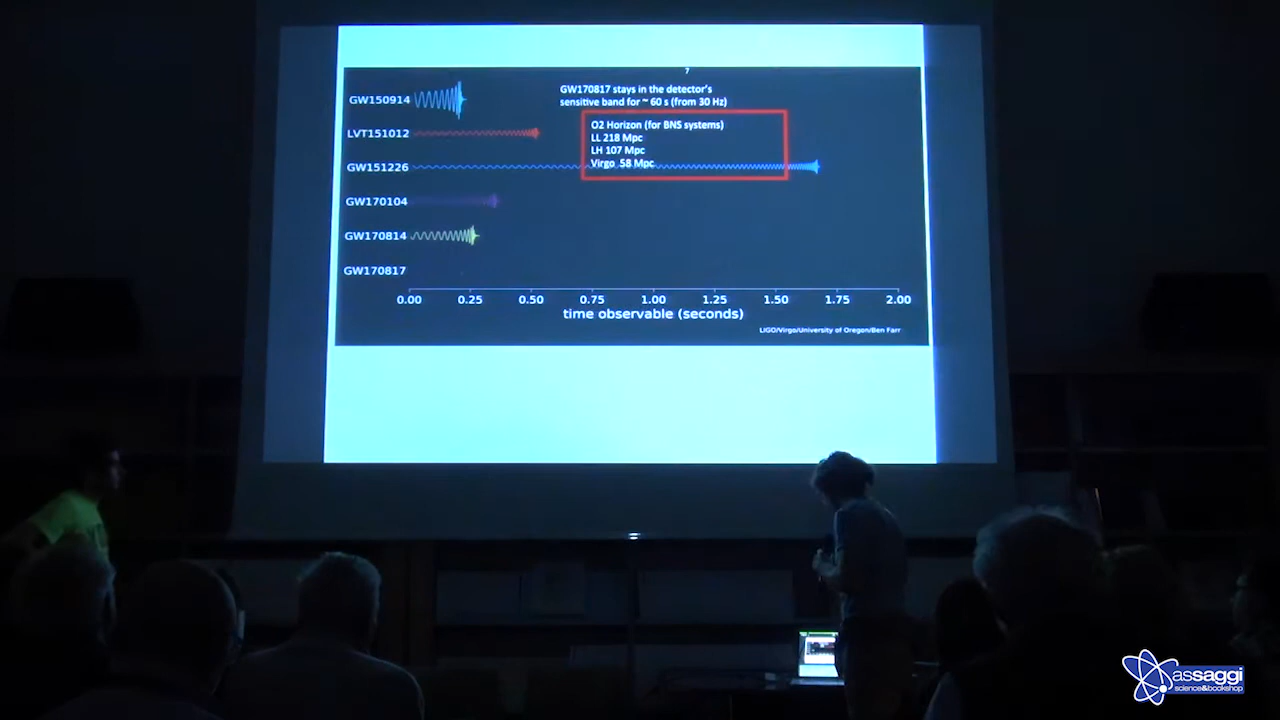 7
GW170817 stays in the detector's
sensitive band for ~ 60 s (from 30 Hz)
GW150914
O2 Horizon (for BNS systems)
LL 218 Mpc
LH 107 Mpc
Virgo 58 Mpc
LVT151012
GW151226
GW170104
GW170814
GW170817
0.00 0.25 0.50 0.75 1.00 1.25 1.50 1.75 2.00
time observable (seconds)
LIGO/Virgo/University of Oregon/Ben Farr
assaggi
science&bookshop